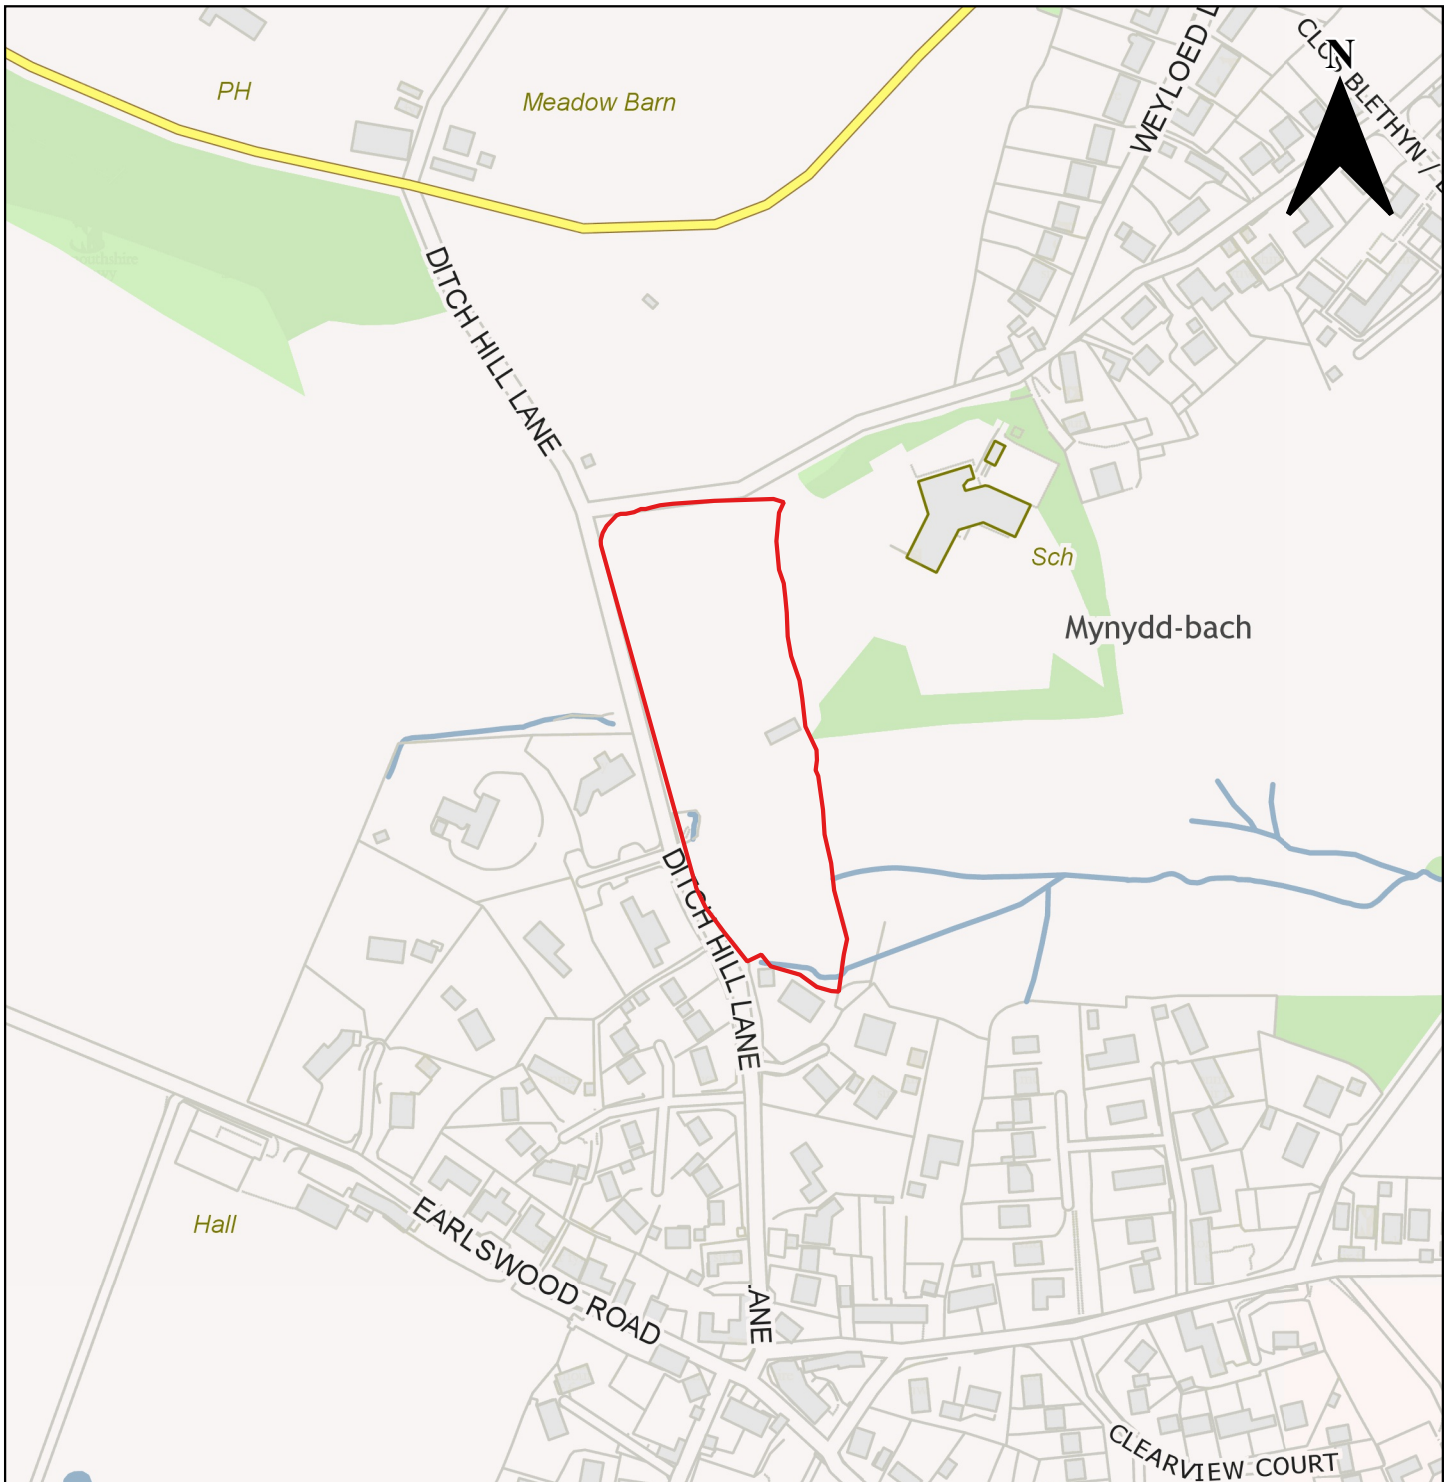 WEYLOED L
CLOS BLETHYN /
N
PH
Meadow Barn
DITCH HILL LANE
Sch
Mynydd-bach
DITCH HILL LANE
Hall
EARLSWOOD ROAD
.ANE
CLEARVIEW COURT